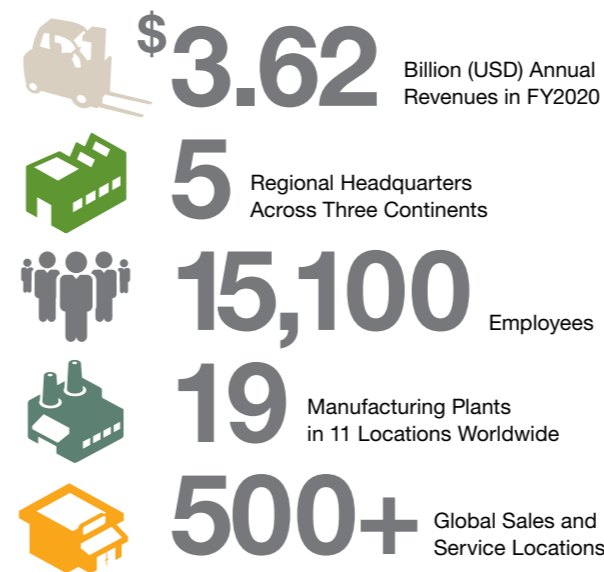 $3.62
Billion (USD) Annual
Revenues in FY2020
5
Regional Headquarters
Across Three Continents
15,100
Employees
19
Manufacturing Plants
in 11 Locations Worldwide
500+
Global Sales and
Service Locations